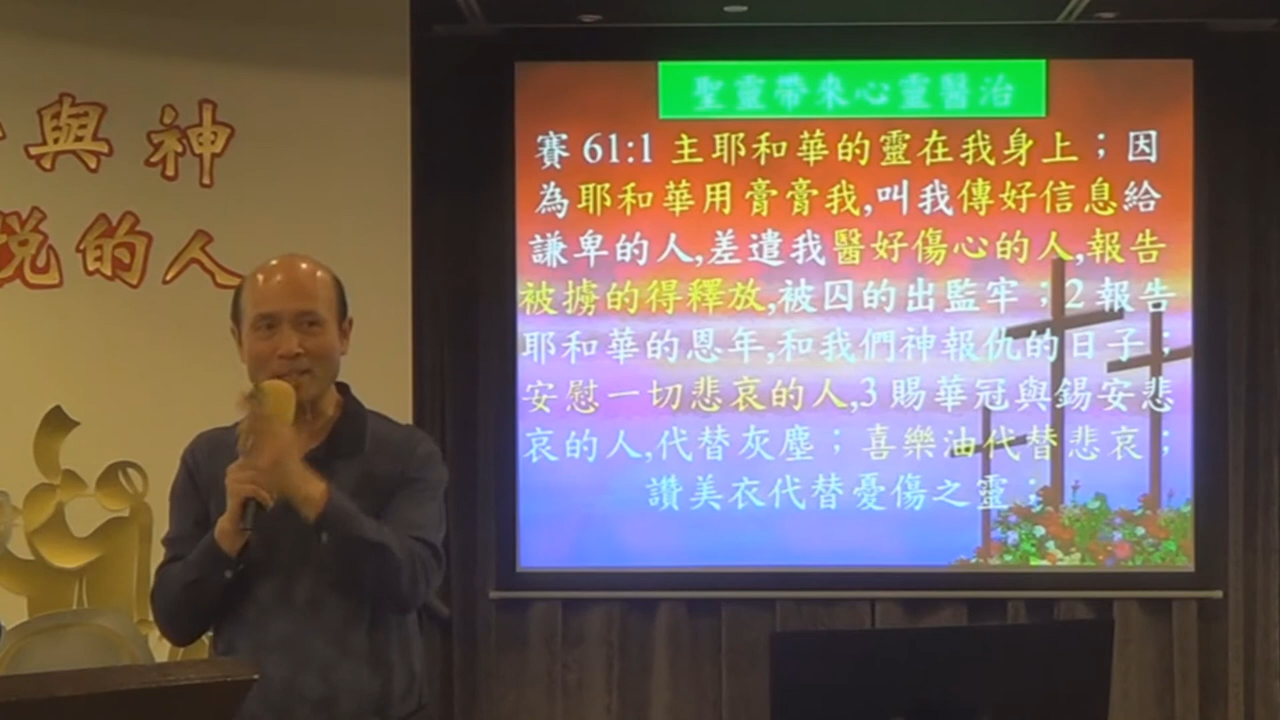 與神
悅的人
聖靈帶來心靈醫治
賽 61:1 主耶和華的靈在我身上；因
為耶和華用膏膏我,叫我傳好信息給
謙卑的人,差遣我醫好傷心的人,報告
被擄的得釋放,被囚的出監牢；2 報告
耶和華的恩年,和我們神報仇的日子；
安慰一切悲哀的人,3 賜華冠與錫安悲
哀的人,代替灰塵；喜樂油代替悲哀；
讚美衣代替憂傷之靈；